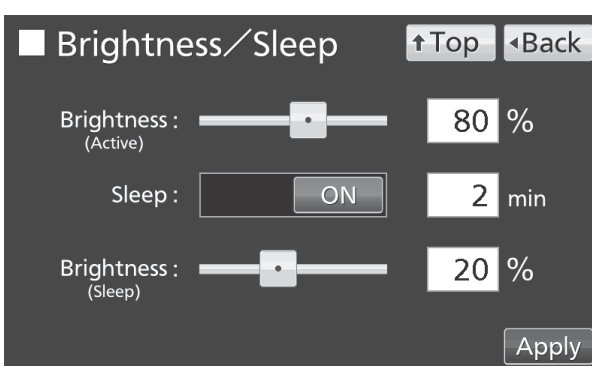 ■ Brightness／Sleep ↑Top ◂Back
Brightness : 80 %
(Active)
Sleep : ON 2 min
Brightness : 20 %
(Sleep)
Apply